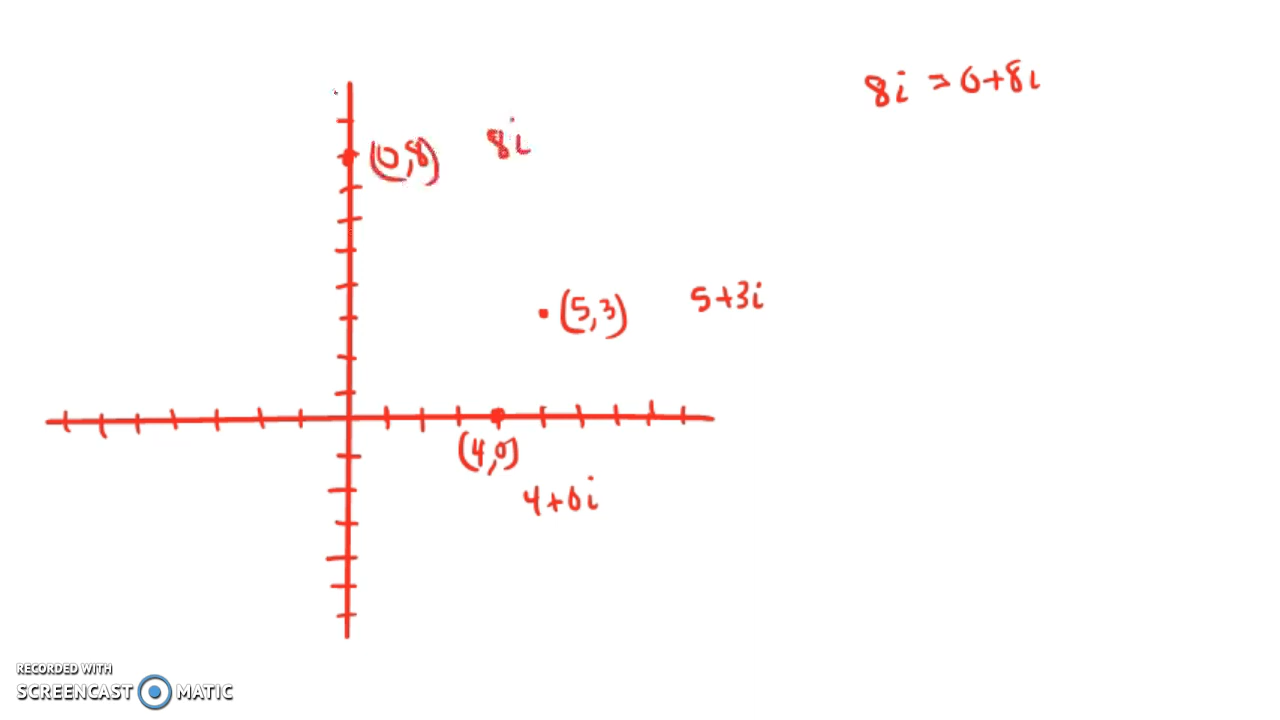 8i = 0+8i
(0,8) 8i
(5,3) 5+3i
(4,0)
4+0i
RECORDED WITH
SCREENCAST MATIC